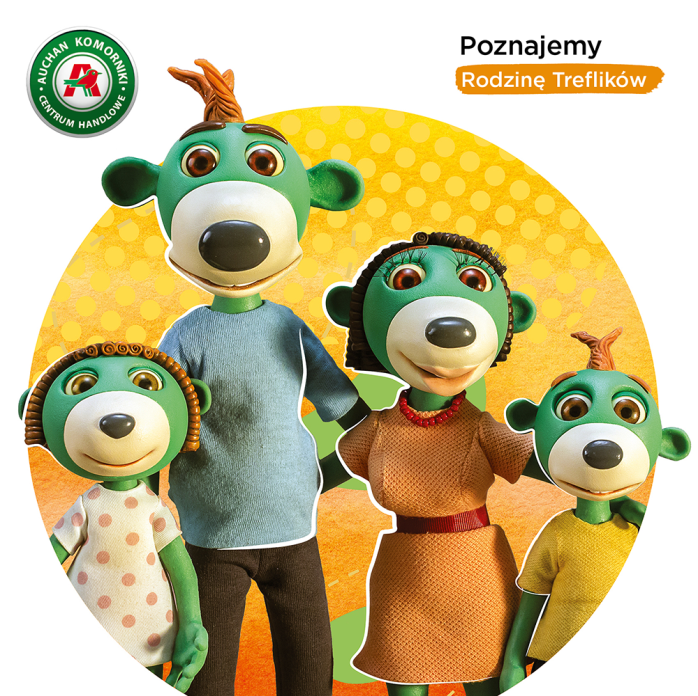 AUCHAN KOMORNIKI
CENTRUM HANDLOWE
Poznajemy
Rodzinę Treflików